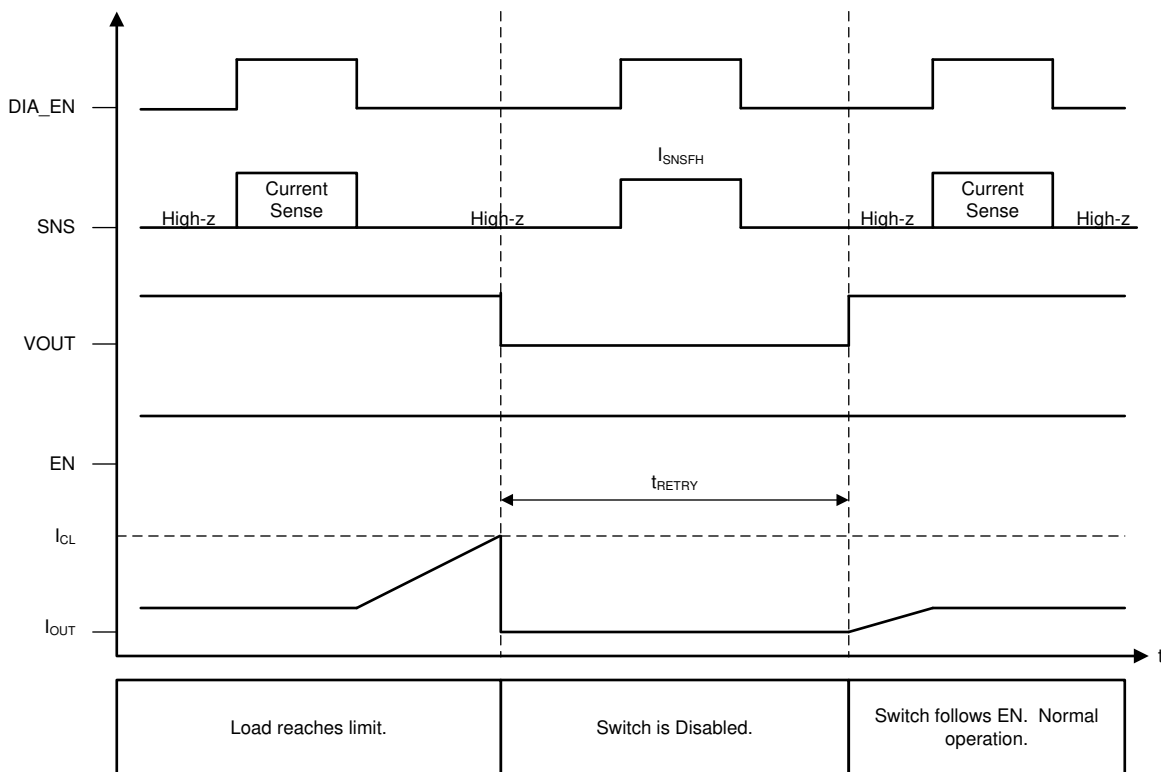 DIA_EN
I_SNSFH
Current
Sense
Current
Sense
High-z
High-z
High-z
High-z
SNS
VOUT
EN
t_RETRY
I_CL
I_OUT
t
Load reaches limit.
Switch is Disabled.
Switch follows EN.  Normal
operation.